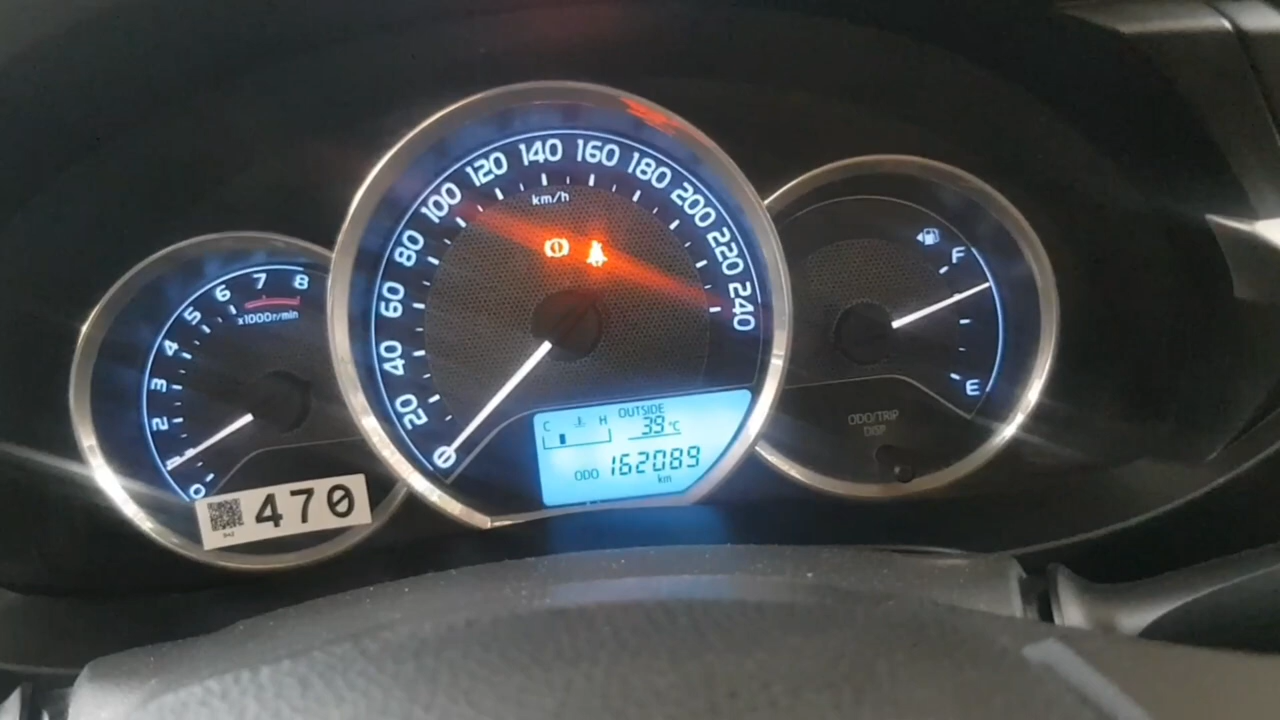 0 1 2 3 4 5 6 7 8
x1000r/min
0 20 40 60 80 100 120 140 160 180 200 220 240
km/h
C H
OUTSIDE
39 °C
ODO 162089
km
F
E
ODO/TRIP
DISP
470